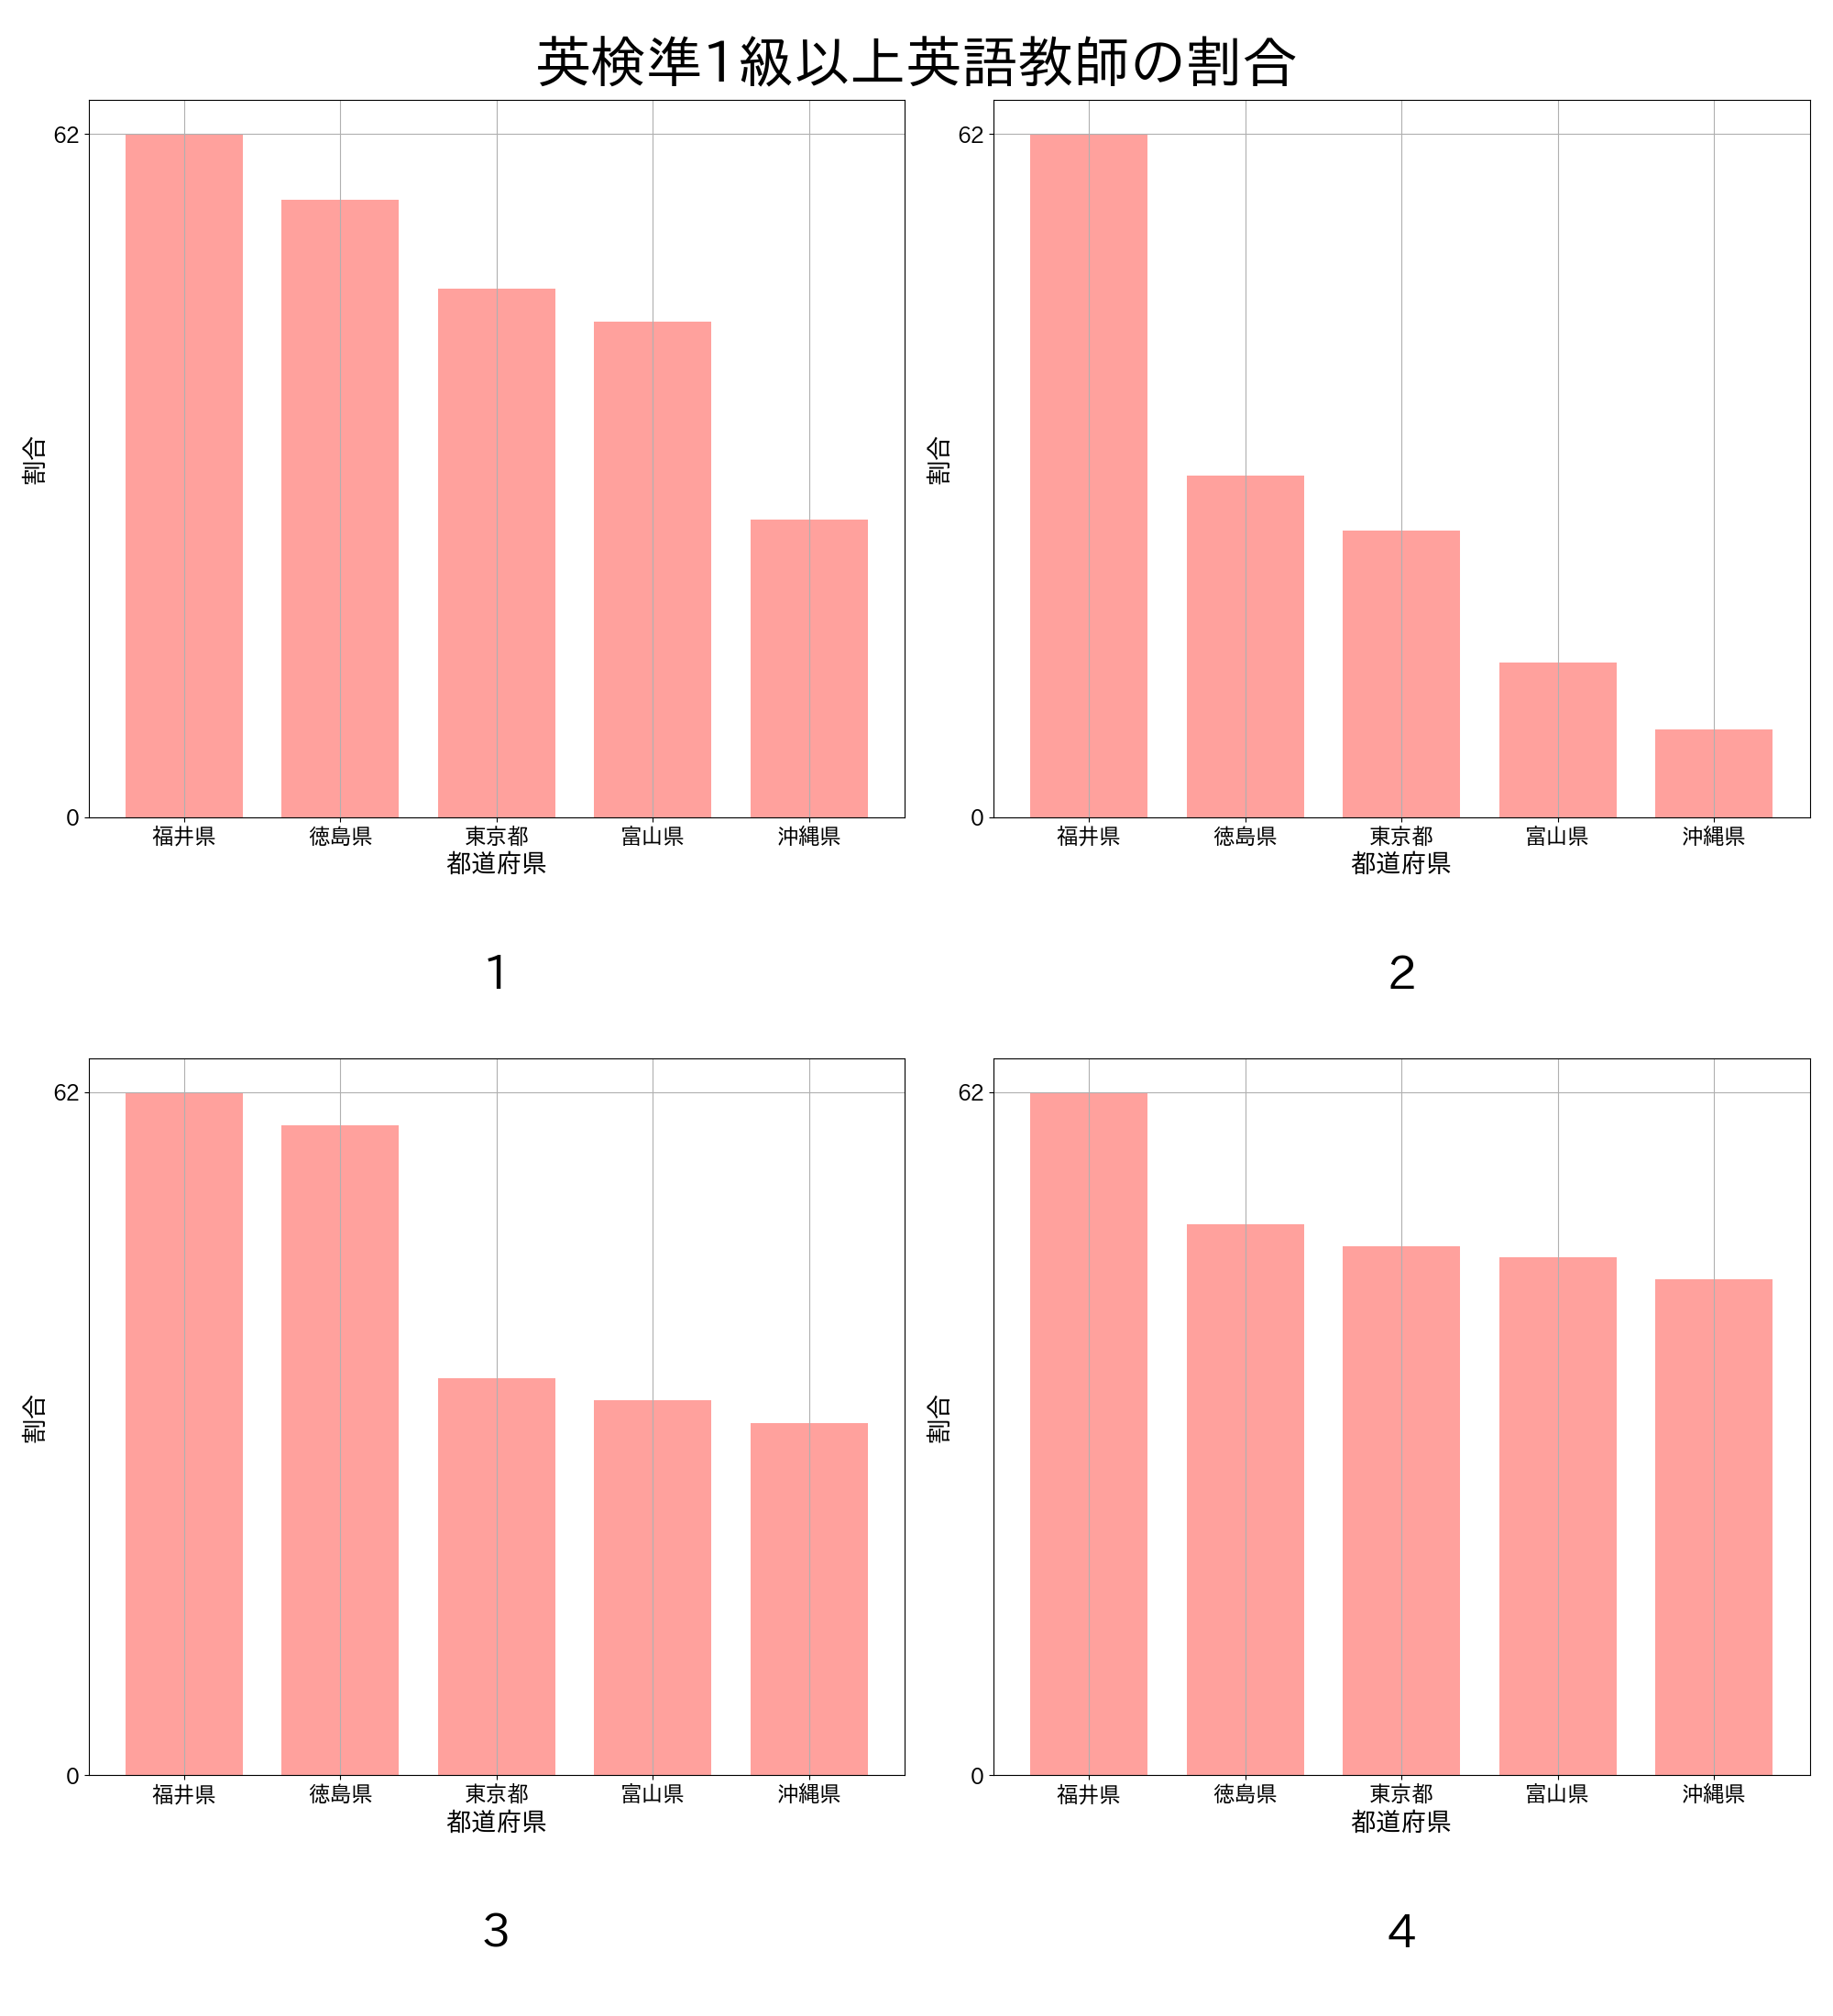 英検準1級以上英語教師の割合
62
0
割合
福井県 徳島県 東京都 富山県 沖縄県
都道府県
1
62
0
割合
福井県 徳島県 東京都 富山県 沖縄県
都道府県
2
62
0
割合
福井県 徳島県 東京都 富山県 沖縄県
都道府県
3
62
0
割合
福井県 徳島県 東京都 富山県 沖縄県
都道府県
4